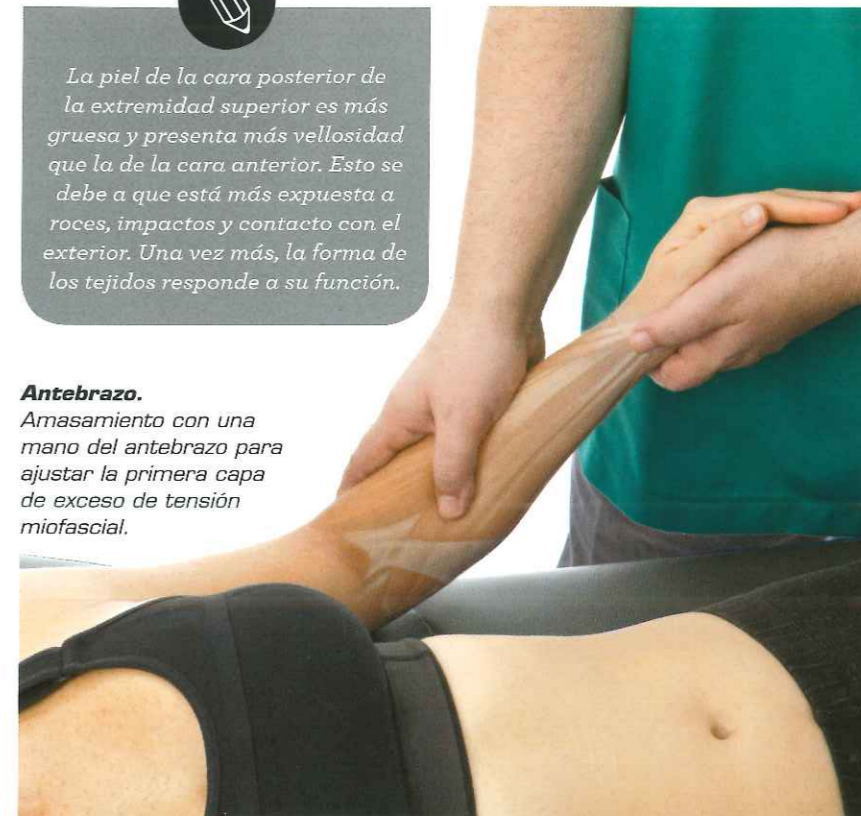 La piel de la cara posterior de
la extremidad superior es más
gruesa y presenta más vellosidad
que la de la cara anterior. Esto se
debe a que está más expuesta a
roces, impactos y contacto con el
exterior. Una vez más, la forma de
los tejidos responde a su función.
Antebrazo.
Amasamiento con una
mano del antebrazo para
ajustar la primera capa
de exceso de tensión
miofascial.